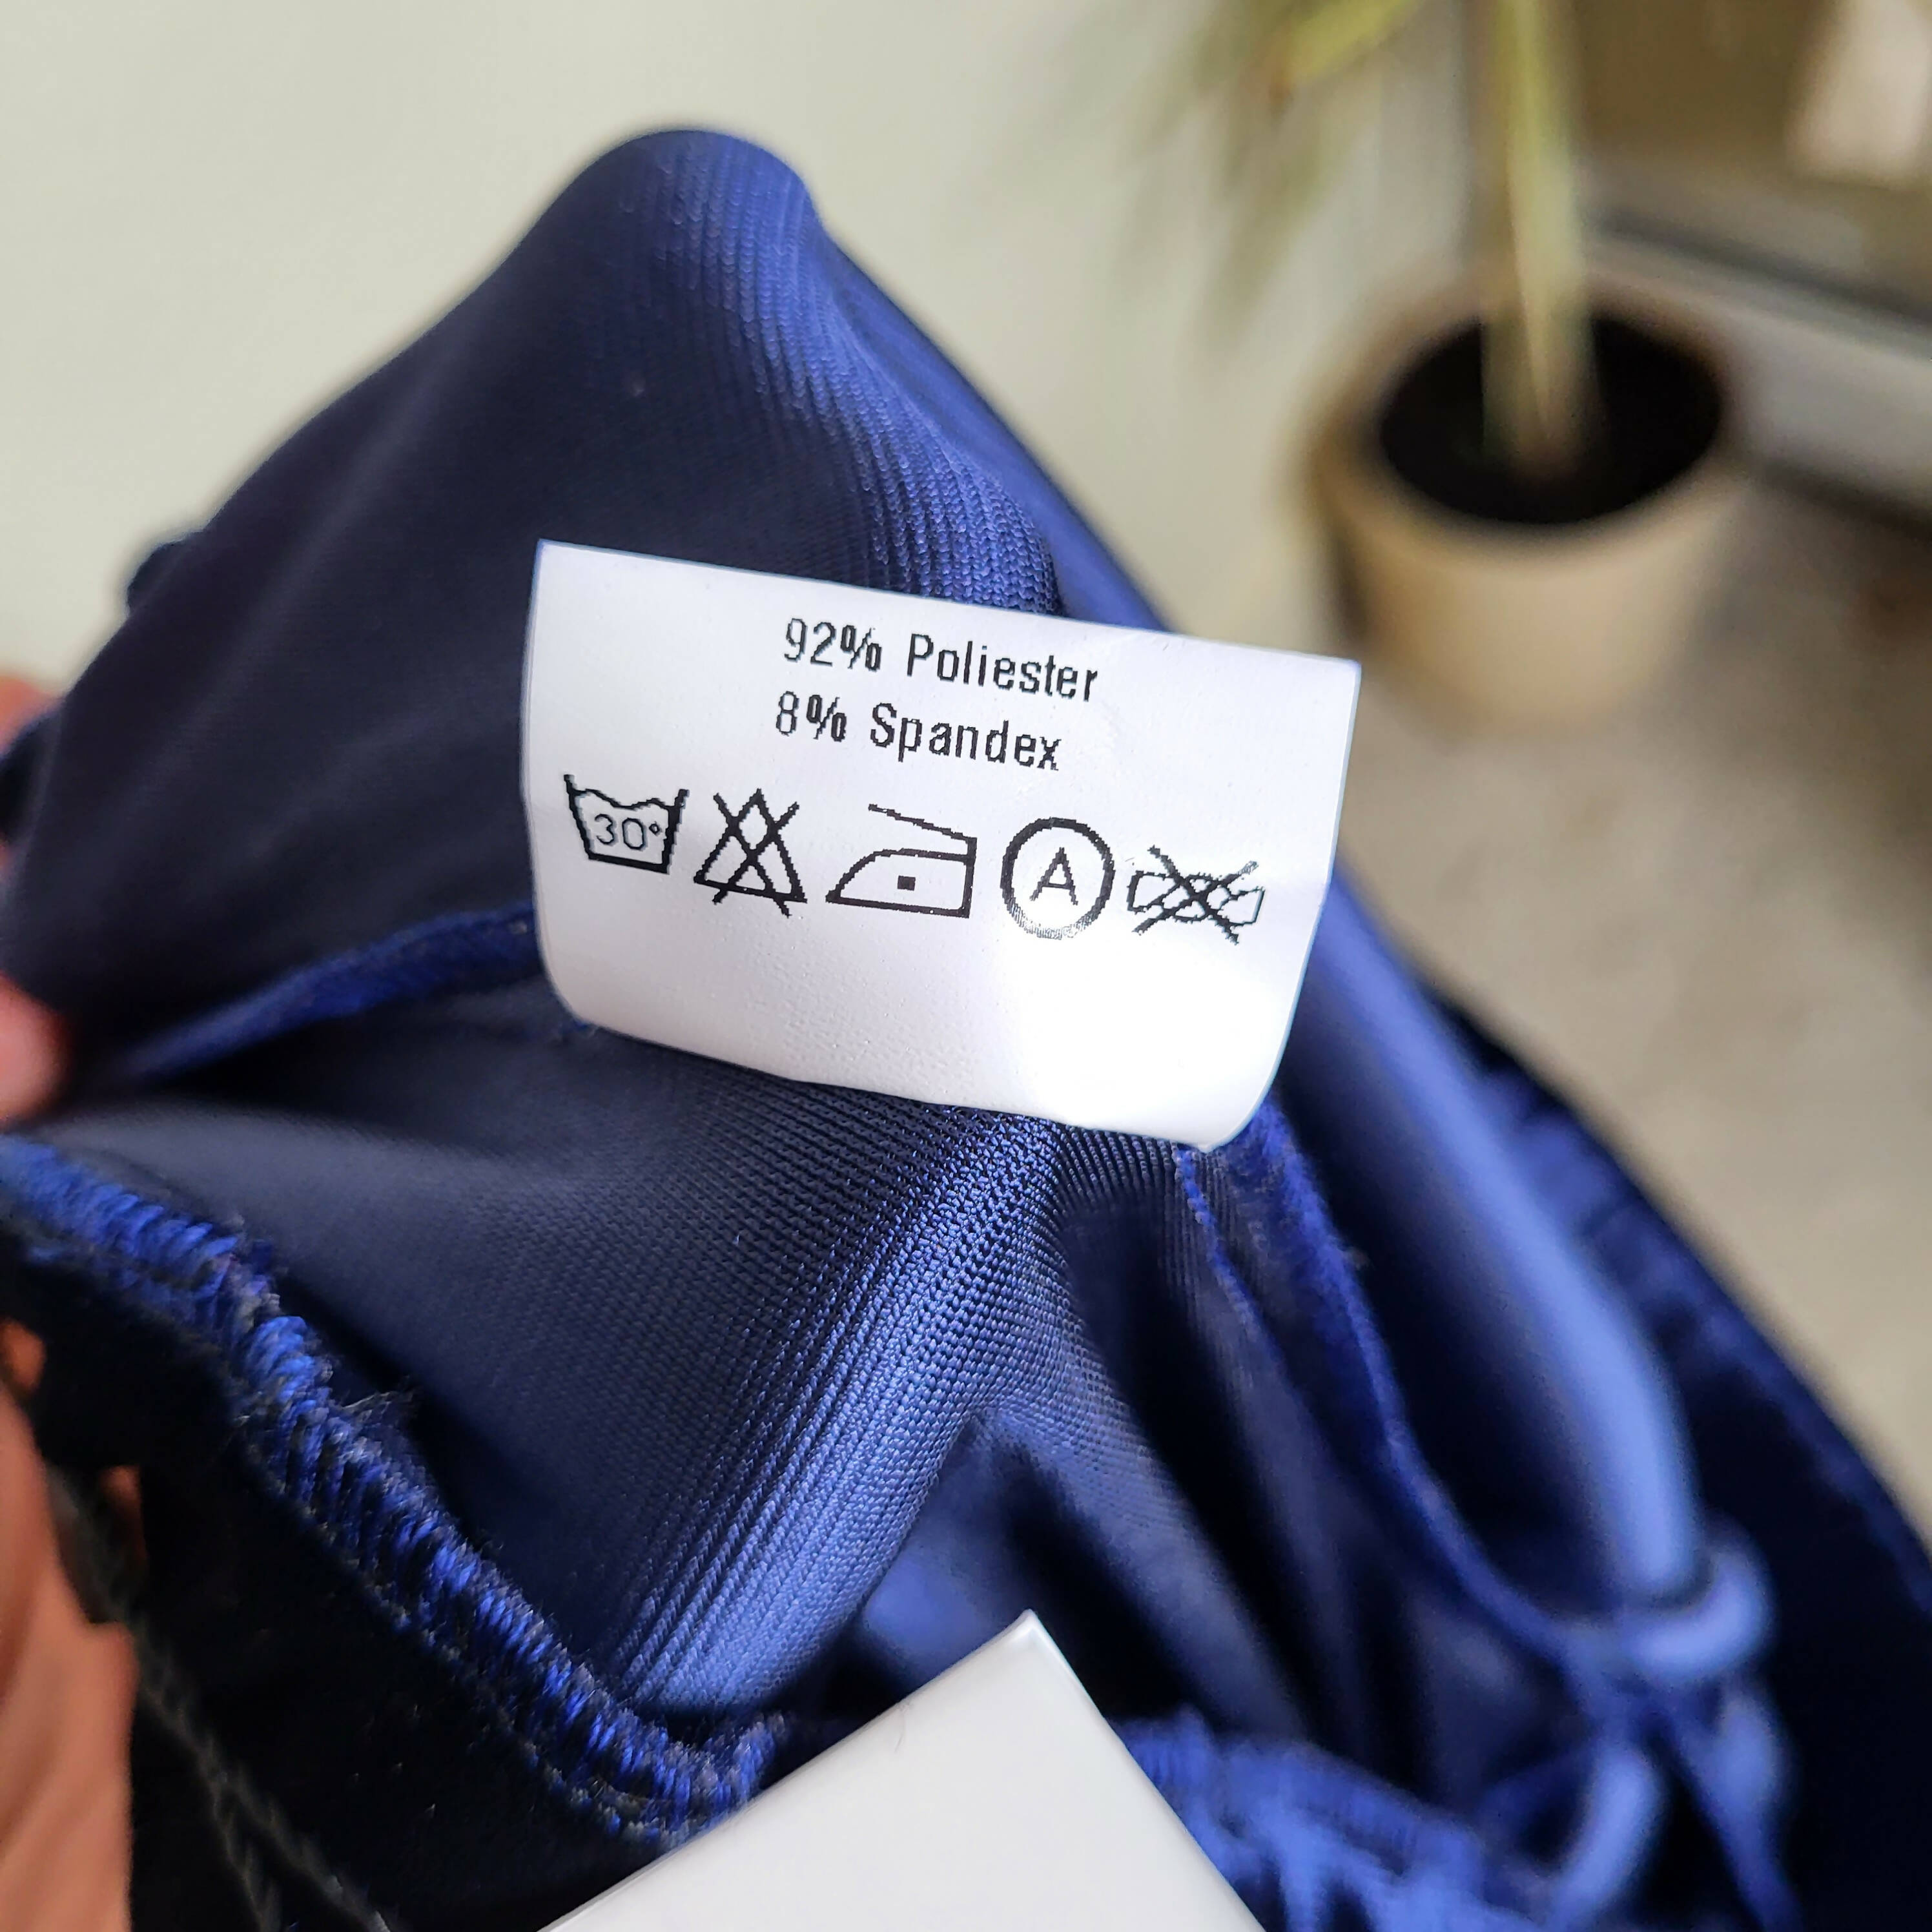 92% Poliester
8% Spandex
30° A